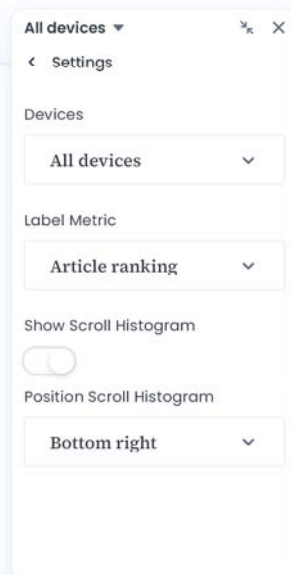 All devices
Settings
Devices
All devices
Label Metric
Article ranking
Show Scroll Histogram
Position Scroll Histogram
Bottom right